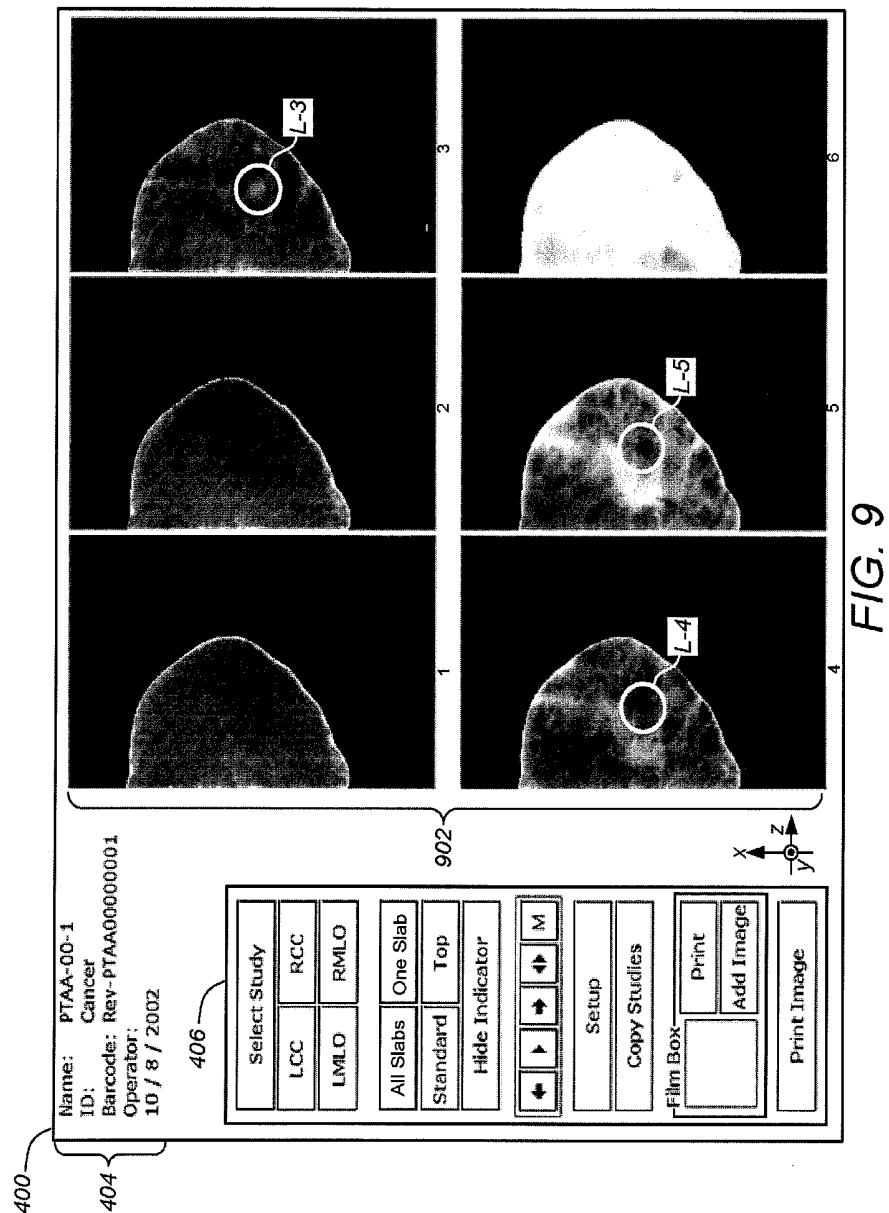 400
404
Name: PTAA-00-1
ID: Cancer
Barcode: Rev-PTAA00000001
Operator:
10 / 8 / 2002
406
Select Study
LCC RCC
LMLO RMLO
All Slabs One Slab
Standard Top
Hide Indicator
M
Setup
Copy Studies
Film Box
Print
Add Image
Print Image
902
x
y
z
1
2
L-3
3
L-4
4
L-5
5
6
FIG. 9